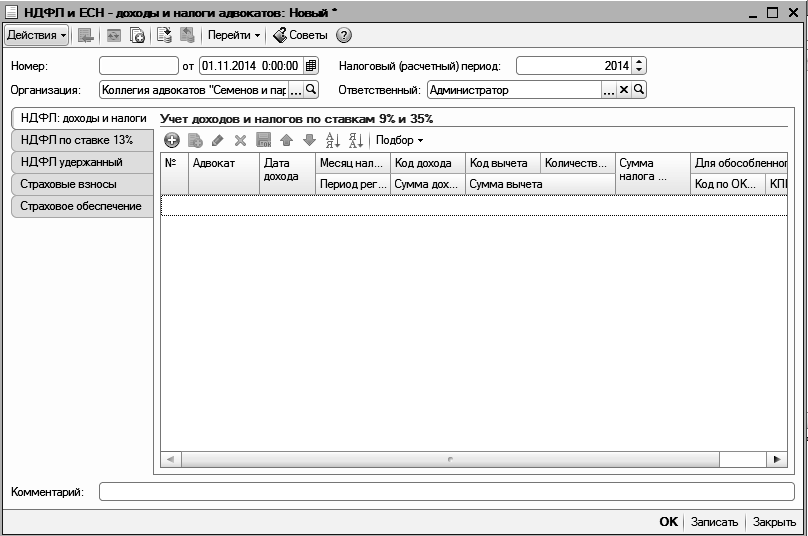 НДФЛ и ЕСН - доходы и налоги адвокатов: Новый *
Действия Перейти Советы ?
Номер: от 01.11.2014 0:00:00 Налоговый (расчетный) период: 2014
Организация: Коллегия адвокатов "Семенов и пар ... Ответственный: Администратор ...
НДФЛ: доходы и налоги
НДФЛ по ставке 13%
НДФЛ удержанный
Страховые взносы
Страховое обеспечение
Учет доходов и налогов по ставкам 9% и 35%
Подбор
№ Адвокат Дата дохода Месяц нал... Код дохода Код вычета Количеств... Сумма налога ... Для обособленног
Период рег... Сумма дох... Сумма вычета Код по ОК... КПП
Комментарий:
OK Записать Закрыть